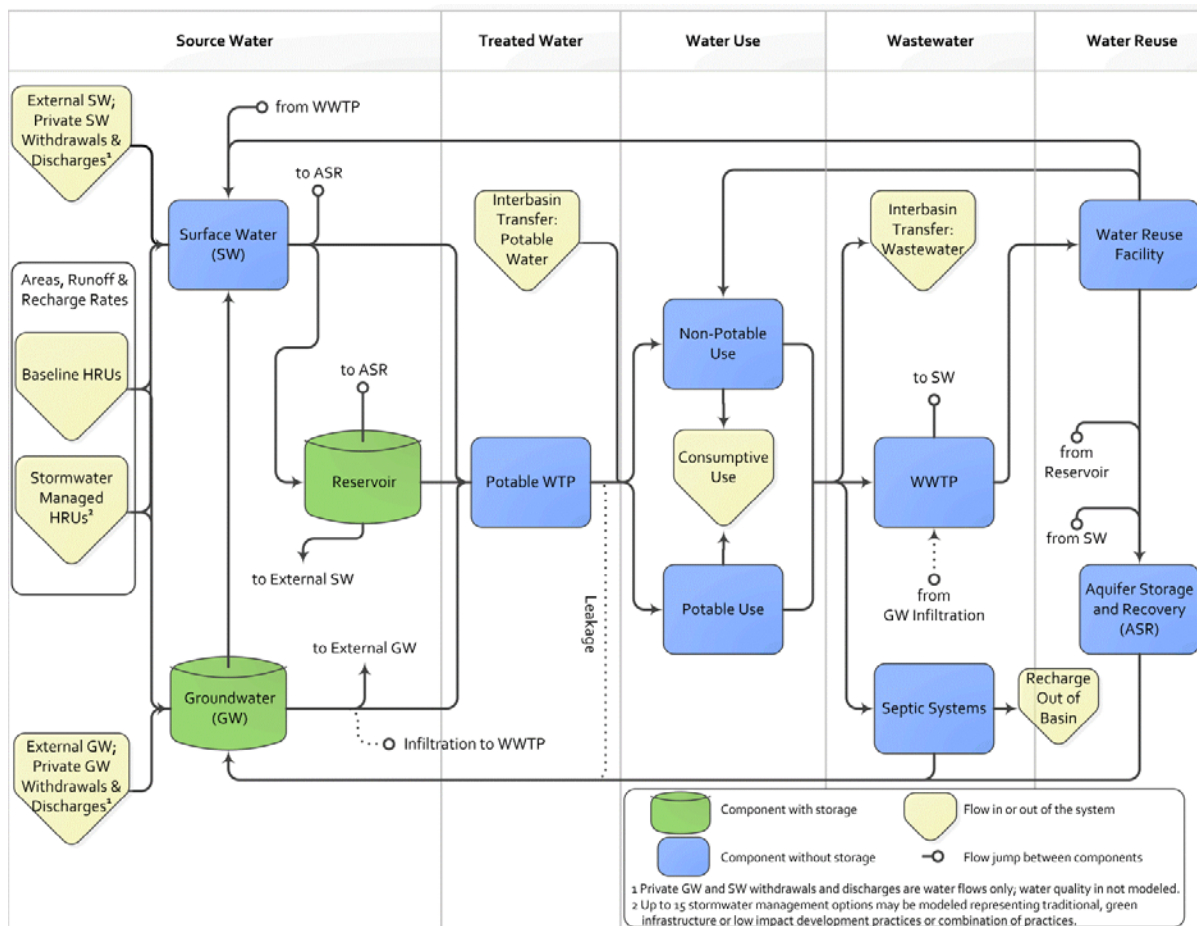 Source Water
Treated Water
Water Use
Wastewater
Water Reuse
External SW;
Private SW
Withdrawals &
Discharges¹
from WWTP
to ASR
Surface Water
(SW)
Interbasin
Transfer:
Potable
Water
Interbasin
Transfer:
Wastewater
Water Reuse
Facility
Areas, Runoff &
Recharge Rates
Baseline HRUs
Stormwater
Managed
HRUs²
to ASR
Reservoir
to External SW
Potable WTP
Non-Potable
Use
Consumptive
Use
Potable Use
to SW
WWTP
from
GW Infiltration
from
Reservoir
from SW
Aquifer Storage
and Recovery
(ASR)
Leakage
to External GW
Groundwater
(GW)
Infiltration to WWTP
Septic Systems
Recharge
Out of
Basin
External GW;
Private GW
Withdrawals &
Discharges¹
Component with storage
Flow in or out of the system
Component without storage
Flow jump between components
1 Private GW and SW withdrawals and discharges are water flows only; water quality in not modeled.
2 Up to 15 stormwater management options may be modeled representing traditional, green
infrastructure or low impact development practices or combination of practices.